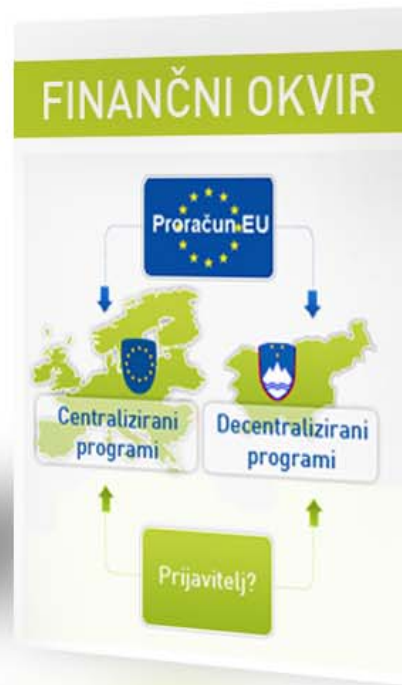 FINANČNI OKVIR
Proračun EU
Centralizirani
programi
Decentralizirani
programi
Prijavitelj?